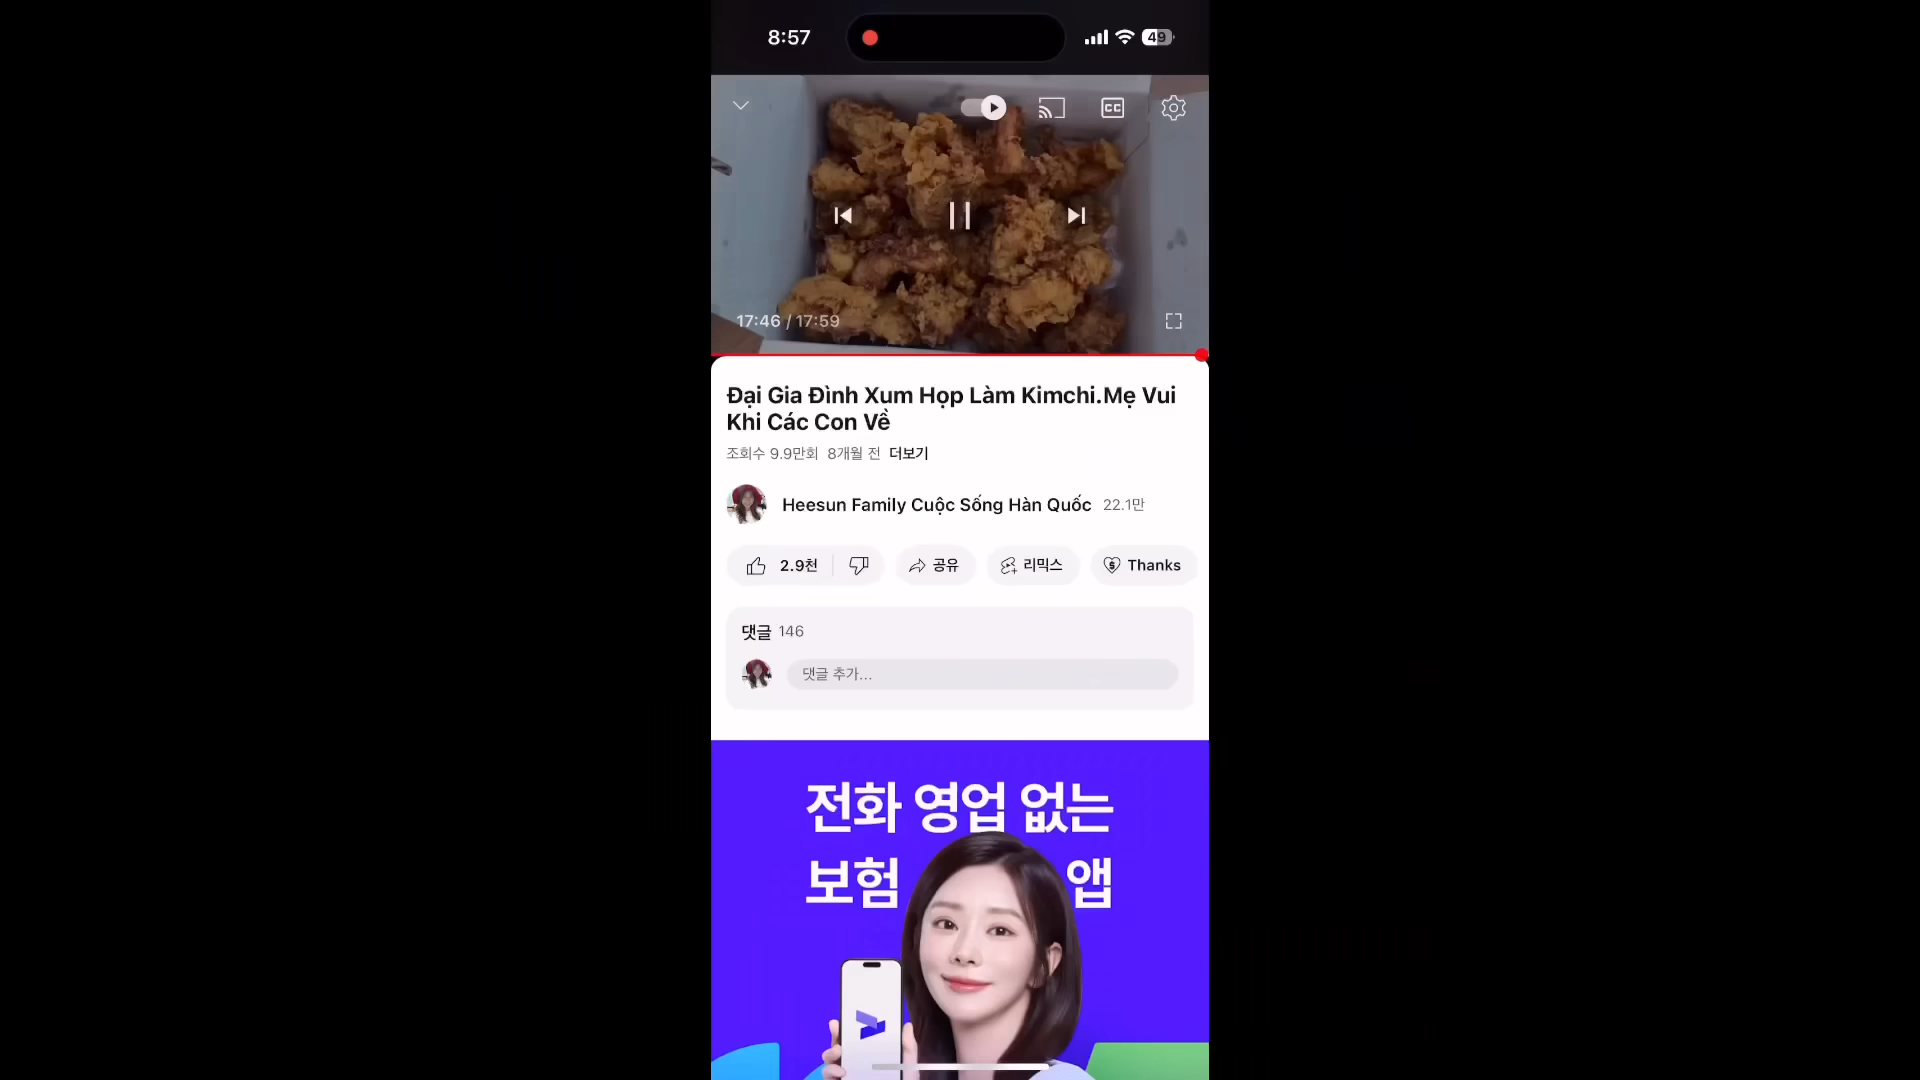 8:57
49
CC
17:46 / 17:59
Đại Gia Đình Xum Họp Làm Kimchi.Mẹ Vui
Khi Các Con Về
조회수 9.9만회 8개월 전 더보기
Heesun Family Cuộc Sống Hàn Quốc 22.1만
2.9천 공유 리믹스 Thanks
댓글 146
댓글 추가...
전화 영업 없는
보험 앱